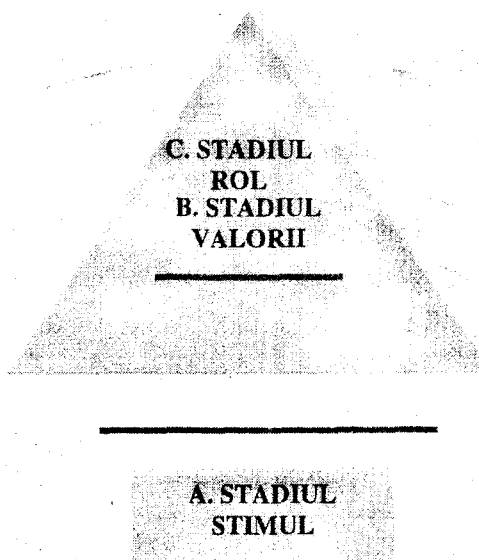 C. STADIUL
ROL
B. STADIUL
VALORII
A. STADIUL
STIMUL